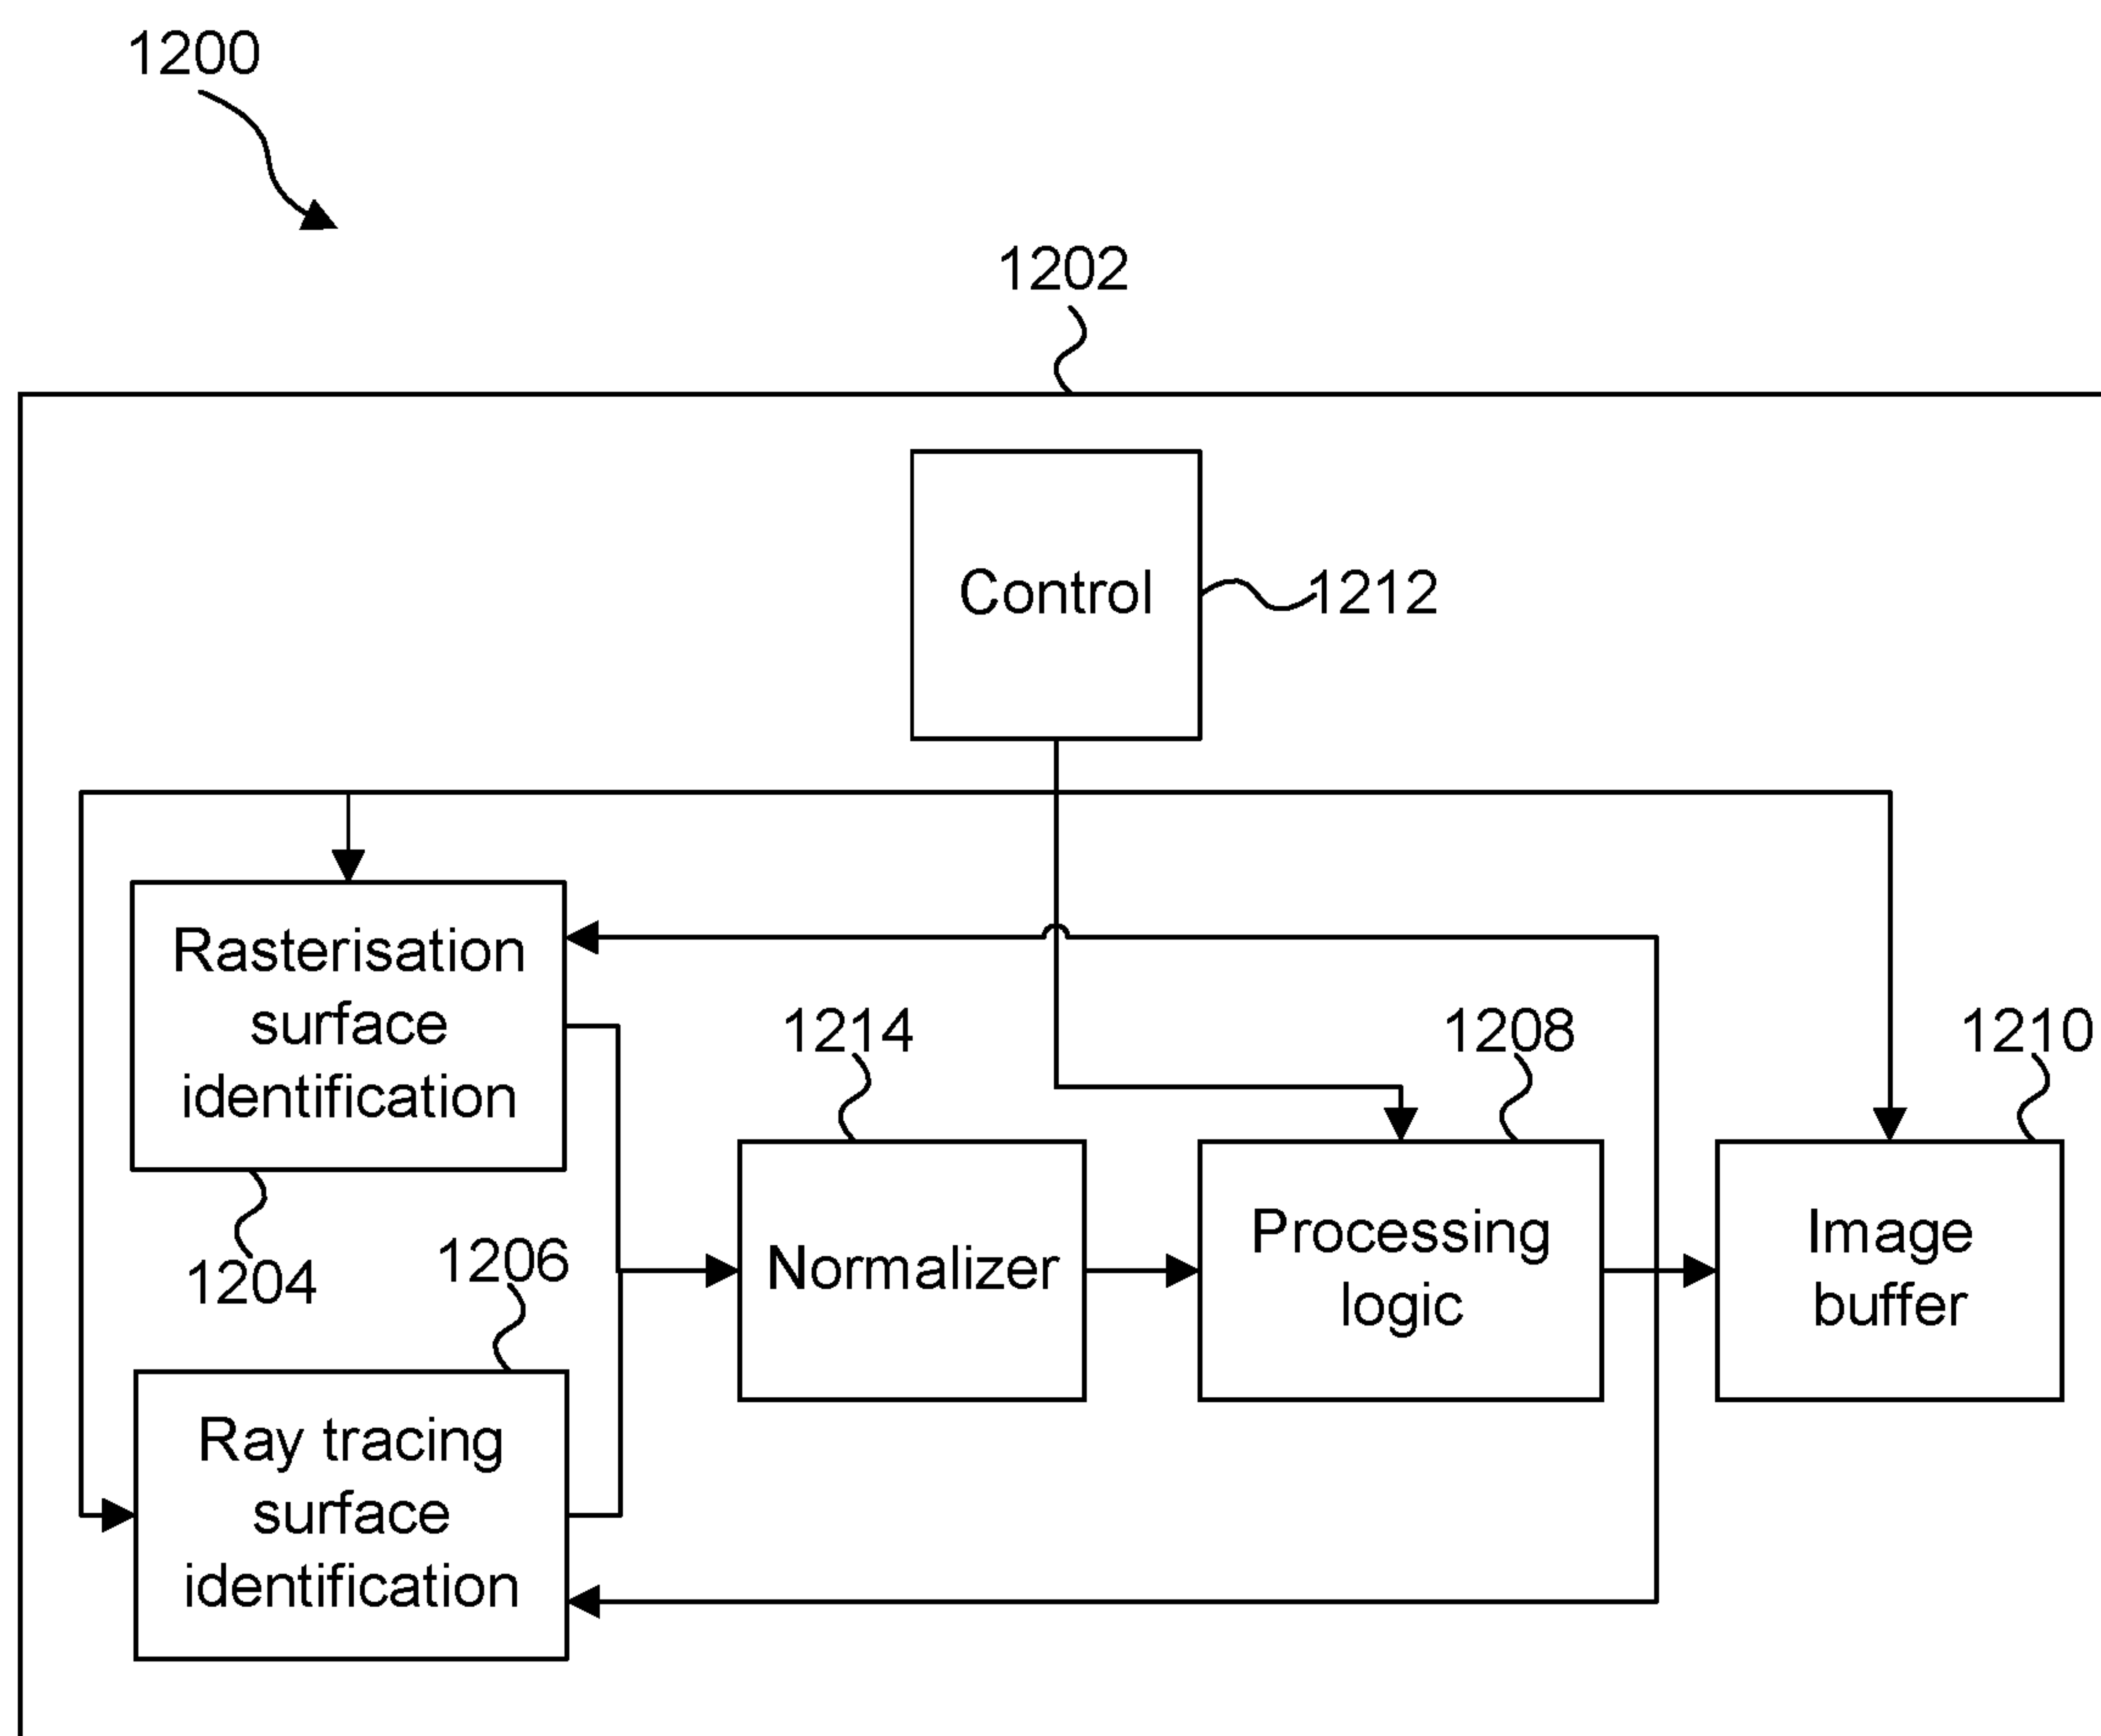 1200
1202
Control
1212
Rasterisation
surface
identification
1214
1208
1210
Normalizer
Processing
logic
Image
buffer
1204
1206
Ray tracing
surface
identification